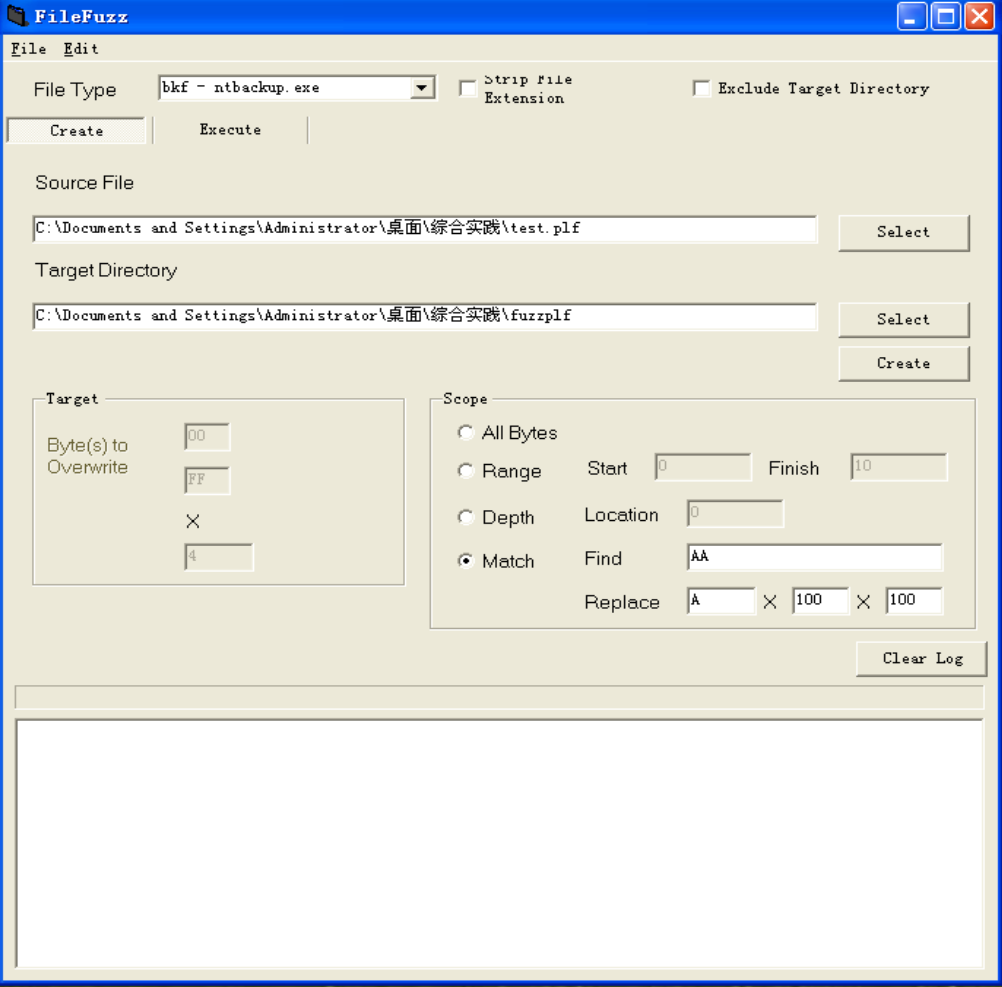 FileFuzz
File Edit
File Type bkf - ntbackup.exe Strip File Extension Exclude Target Directory
Create Execute
Source File
C:\Documents and Settings\Administrator\桌面\综合实践\test.plf Select
Target Directory
C:\Documents and Settings\Administrator\桌面\综合实践\fuzzplf Select
Create
Target Scope
Byte(s) to Overwrite 00 All Bytes
FF Range Start 0 Finish 10
X Depth Location 0
4 Match Find AA
Replace A X 100 X 100
Clear Log